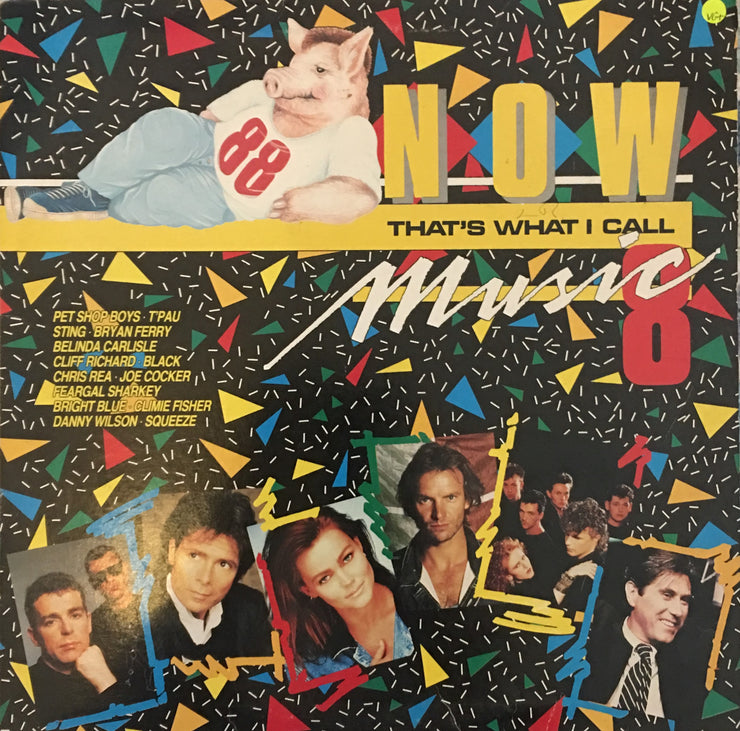 VG+
88
NOW
THAT'S WHAT I CALL
Music 8
PET SHOP BOYS · T'PAU
STING · BRYAN FERRY
BELINDA CARLISLE
CLIFF RICHARD · BLACK
CHRIS REA · JOE COCKER
FEARGAL SHARKEY
BRIGHT BLUE · CLIMIE FISHER
DANNY WILSON · SQUEEZE